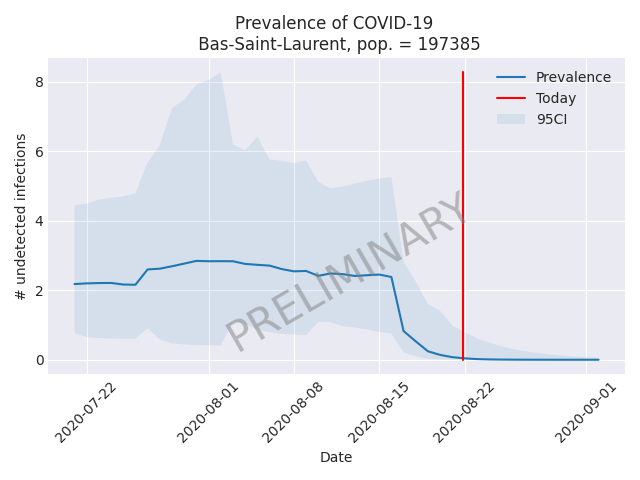 Prevalence of COVID-19
Bas-Saint-Laurent, pop. = 197385
8
6
4
2
0
# undetected infections
Prevalence
Today
95CI
PRELIMINARY
2020-07-22
2020-08-01
2020-08-08
2020-08-15
2020-08-22
2020-09-01
Date